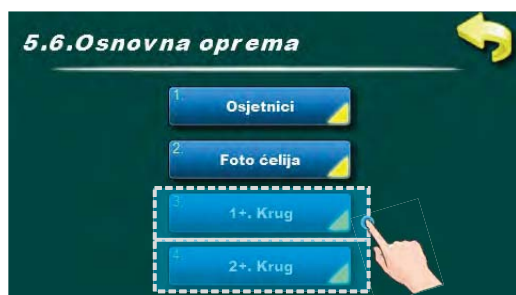 5.6.Osnovna oprema
1.
Osjetnici
2.
Foto ćelija
3.
1+. Krug
4.
2+. Krug